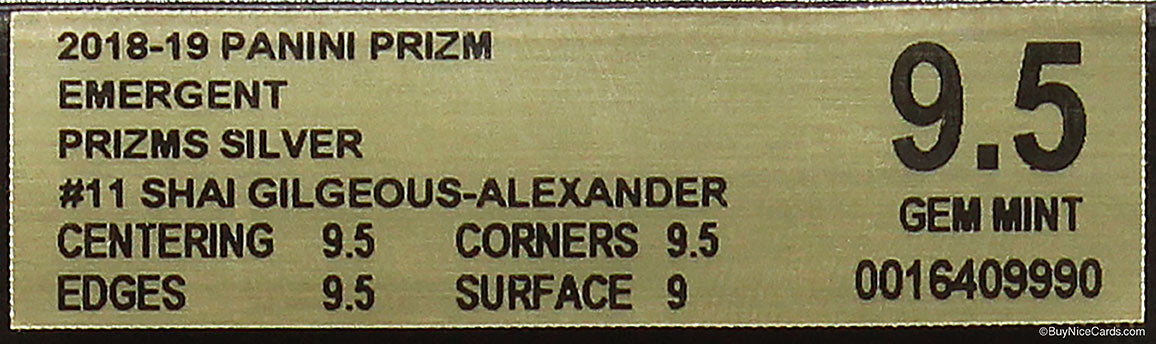 2018-19 PANINI PRIZM
EMERGENT
PRIZMS SILVER
#11 SHAI GILGEOUS-ALEXANDER
CENTERING 9.5 CORNERS 9.5
EDGES 9.5 SURFACE 9
9.5
GEM MINT
0016409990
©BuyNiceCards.com